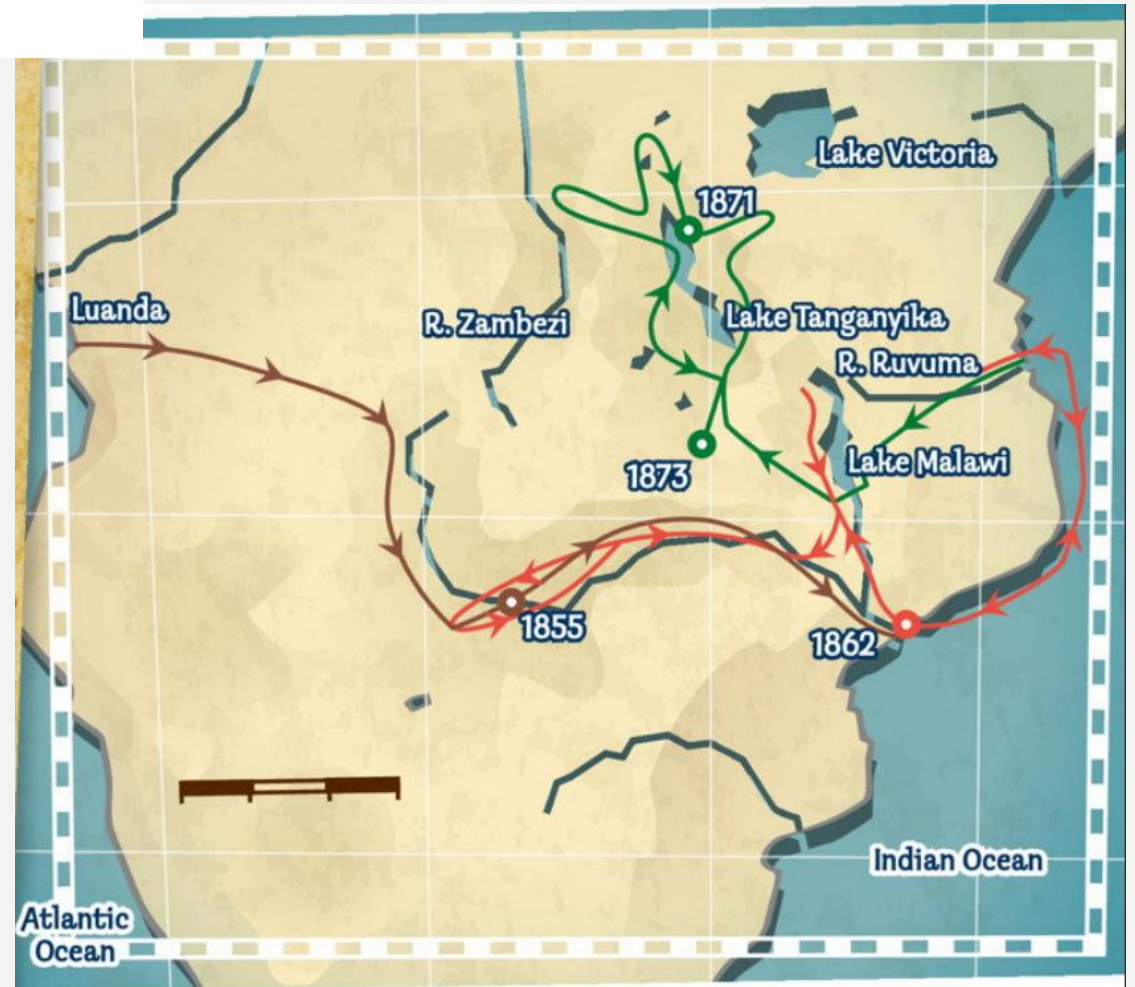 Lake Victoria
1871
Luanda
R. Zambezi
Lake Tanganyika
R. Ruvuma
1873
Lake Malawi
1855
1862
Indian Ocean
Atlantic
Ocean